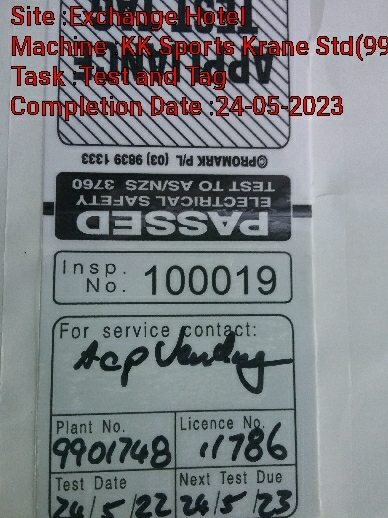 Site :Exchange Hotel
Machine :KK Sports Krane Std(99
Task :Test and Tag
Completion Date :24-05-2023
APPLIANCE
©PROMARK P/L (03) 9839 1333
PASSED
ELECTRICAL SAFETY
TEST TO AS/NZS 3760
Insp. No. 100019
For service contact:
Acp Vending
Plant No. Licence No.
9901748 11786
Test Date Next Test Due
24/5/22 24/5/23